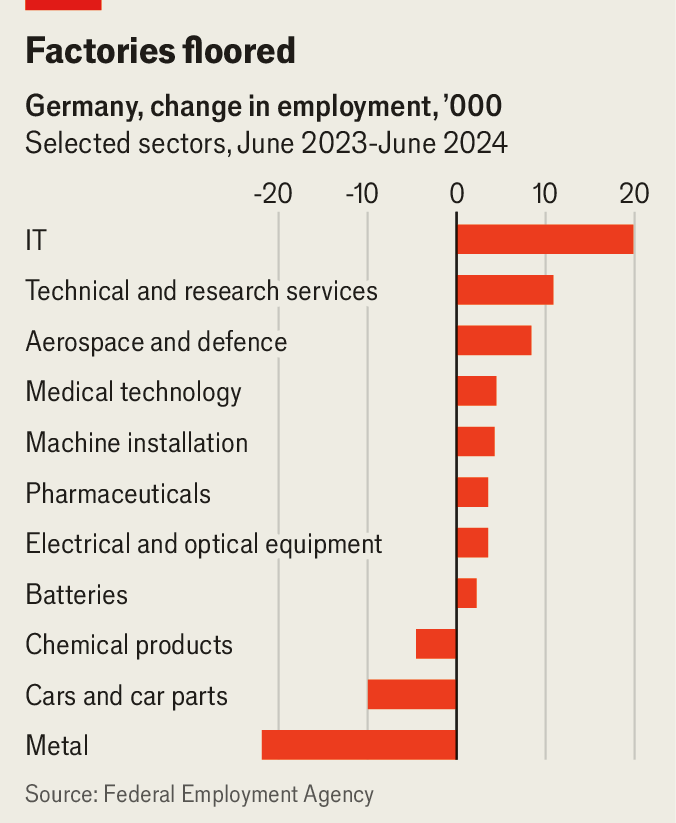 Factories floored
Germany, change in employment, ’000
Selected sectors, June 2023-June 2024
-20 -10 0 10 20
IT
Technical and research services
Aerospace and defence
Medical technology
Machine installation
Pharmaceuticals
Electrical and optical equipment
Batteries
Chemical products
Cars and car parts
Metal
Source: Federal Employment Agency